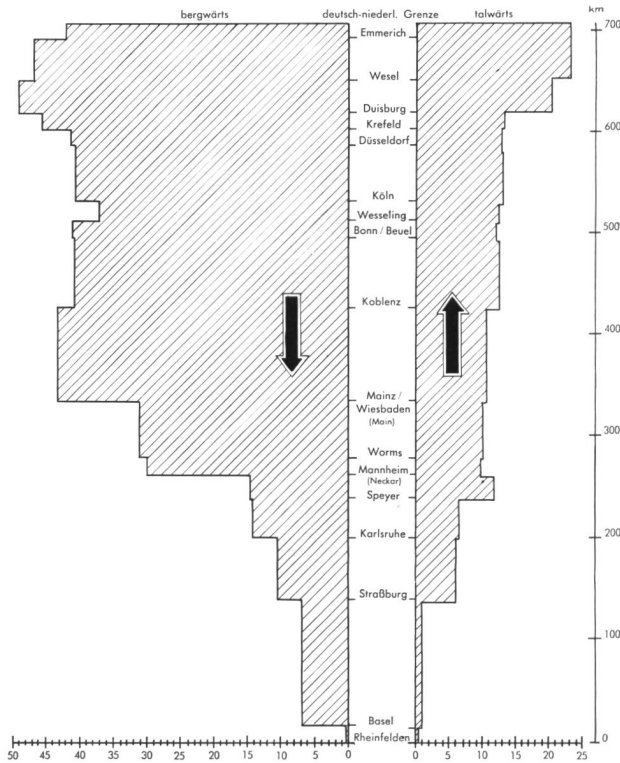 bergwärts deutsch-niederl. Grenze talwärts km
Emmerich 700
Wesel
Duisburg
Krefeld 600
Düsseldorf
Köln
Wesseling
Bonn / Beuel 500
Koblenz
400
Mainz /
Wiesbaden
(Main)
300
Worms
Mannheim
(Neckar)
Speyer
Karlsruhe 200
Straßburg
100
Basel
Rheinfelden 0
50 45 40 35 30 25 20 15 10 5 0 0 5 10 15 20 25